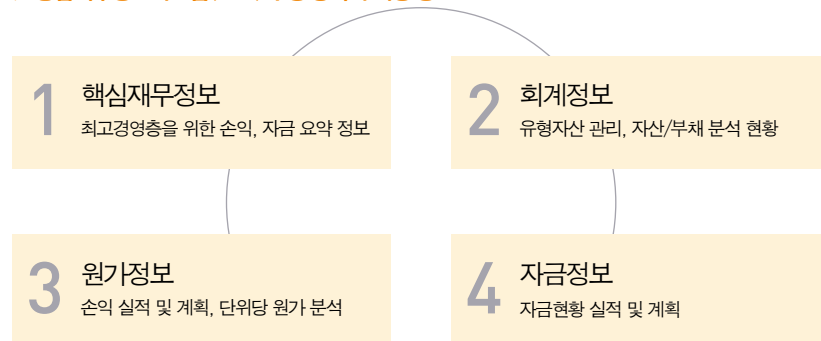 1
핵심재무정보
최고경영층을 위한 손익, 자금 요약 정보
2
회계정보
유형자산 관리, 자산/부채 분석 현황
3
원가정보
손익 실적 및 계획, 단위당 원가 분석
4
자금정보
자금현황 실적 및 계획